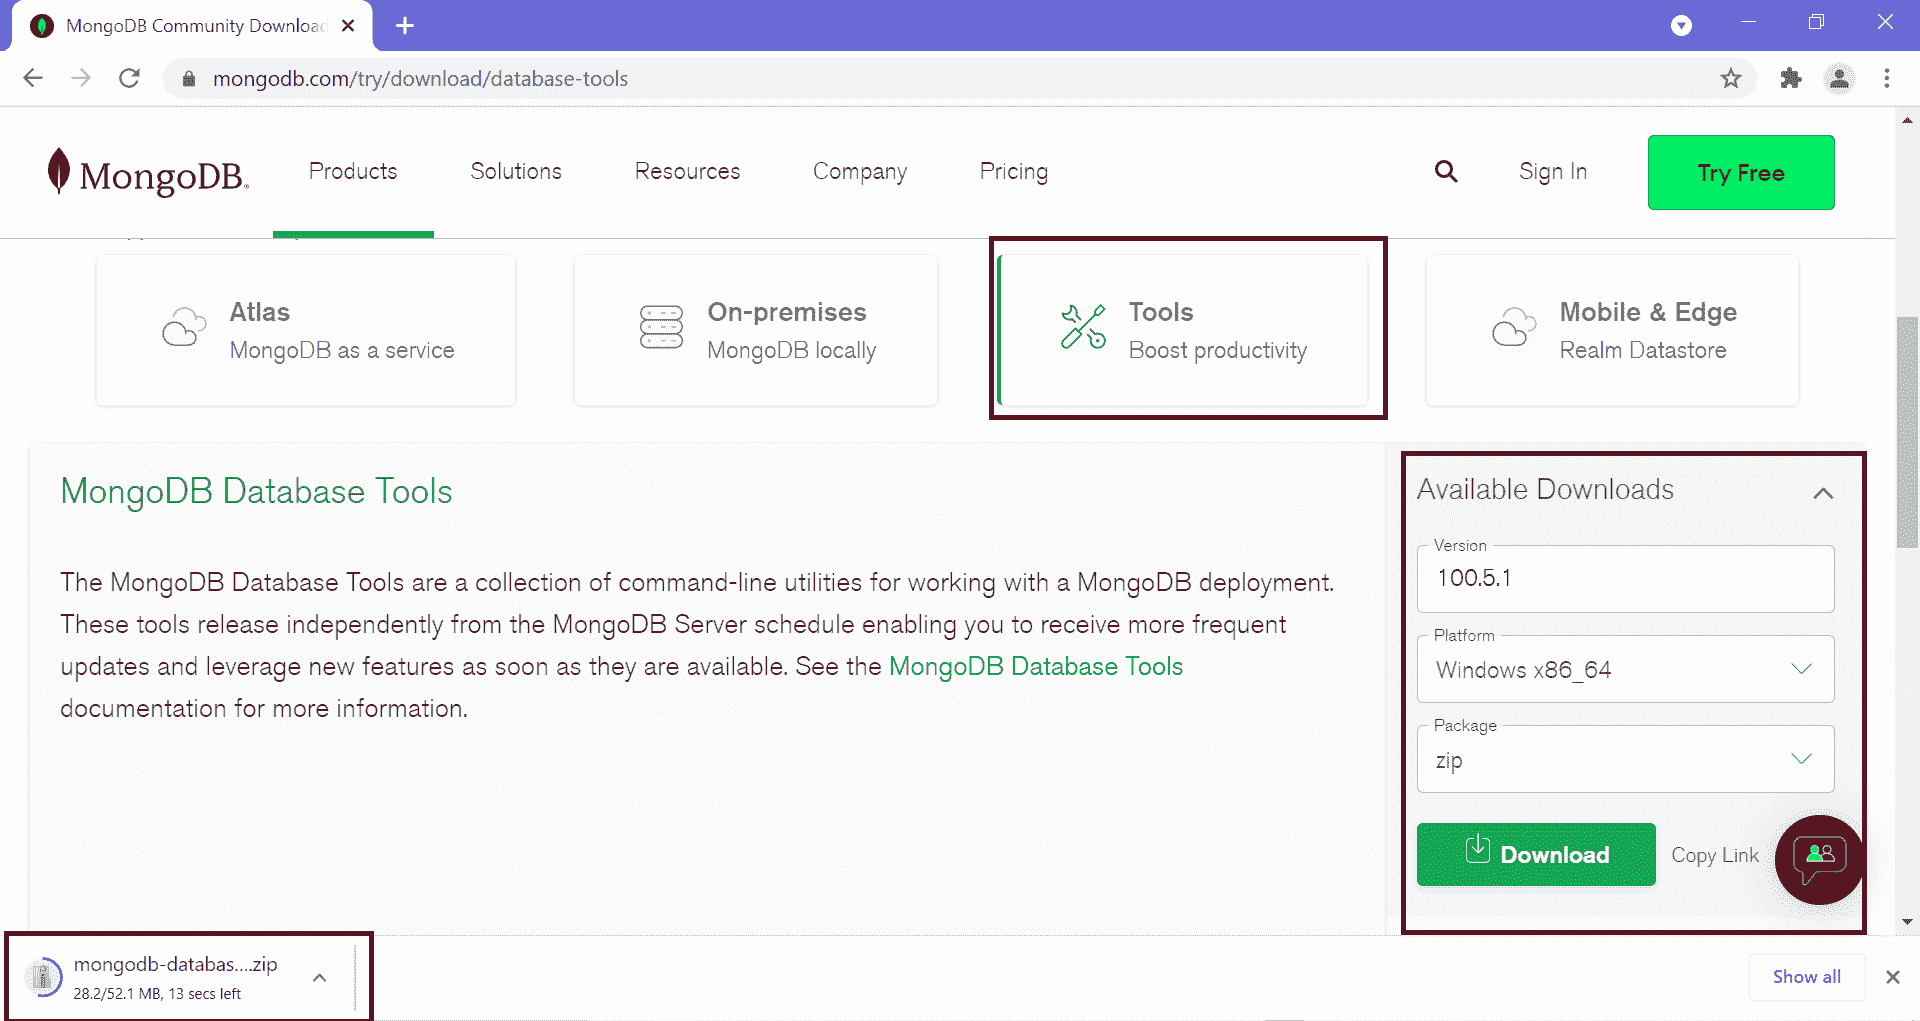 MongoDB Community Downloa
mongodb.com/try/download/database-tools
MongoDB.
Products
Solutions
Resources
Company
Pricing
Sign In
Try Free
Atlas
MongoDB as a service
On-premises
MongoDB locally
Tools
Boost productivity
Mobile & Edge
Realm Datastore
MongoDB Database Tools
The MongoDB Database Tools are a collection of command-line utilities for working with a MongoDB deployment.
These tools release independently from the MongoDB Server schedule enabling you to receive more frequent
updates and leverage new features as soon as they are available. See the MongoDB Database Tools
documentation for more information.
Available Downloads
Version
100.5.1
Platform
Windows x86_64
Package
zip
Download
Copy Link
mongodb-databas....zip
28.2/52.1 MB, 13 secs left
Show all